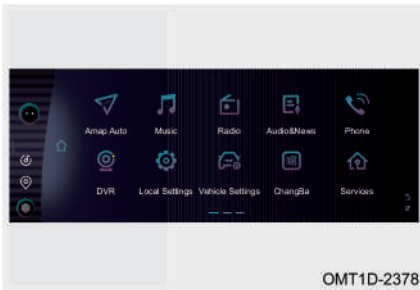 Amap Auto Music Radio Audio&News Phone
DVR Local Settings Vehicle Settings ChangBa Services
OMT1D-2378